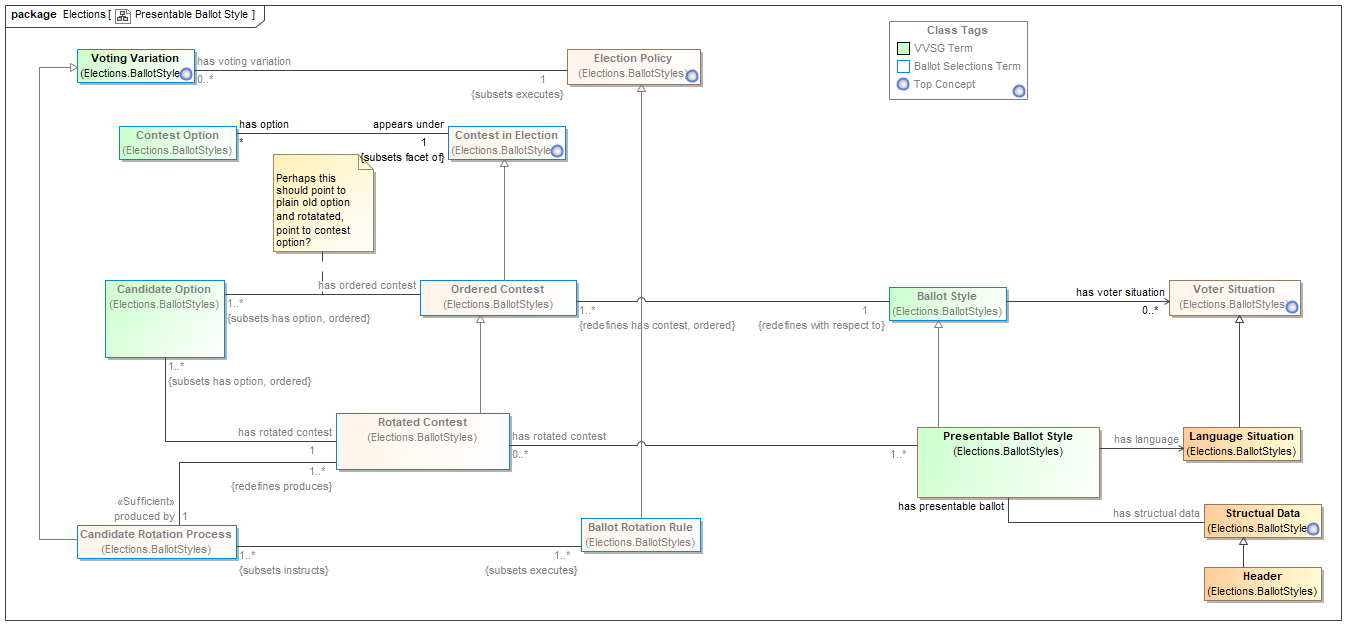 package Elections [ Presentable Ballot Style ]
Class Tags
VVSG Term
Ballot Selections Term
Top Concept
Voting Variation
(Elections.BallotStyle
has voting variation
0..*
1
{subsets executes}
Election Policy
(Elections.BallotStyles)
Contest Option
(Elections.BallotStyles)
has option
*
appears under
1
{subsets facet of}
Contest in Election
(Elections.BallotStyle
Perhaps this
should point to
plain old option
and rotatated,
point to contest
option?
Candidate Option
(Elections.BallotStyles)
1..*
{subsets has option, ordered}
has ordered contest
Ordered Contest
(Elections.BallotStyles)
1..*
{redefines has contest, ordered}
1
{redefines with respect to}
Ballot Style
(Elections.BallotStyles)
has voter situation
0..*
Voter Situation
(Elections.BallotStyles)
1..*
{subsets has option, ordered}
has rotated contest
1
Rotated Contest
(Elections.BallotStyles)
has rotated contest
0..*
1..*
Presentable Ballot Style
(Elections.BallotStyles)
has language
Language Situation
(Elections.BallotStyles)
1..*
{redefines produces}
«Sufficient»
produced by
1
has presentable ballot
has structual data
Structual Data
(Elections.BallotStyle
Candidate Rotation Process
(Elections.BallotStyles)
1..*
{subsets instructs}
1..*
{subsets executes}
Ballot Rotation Rule
(Elections.BallotStyles)
Header
(Elections.BallotStyles)